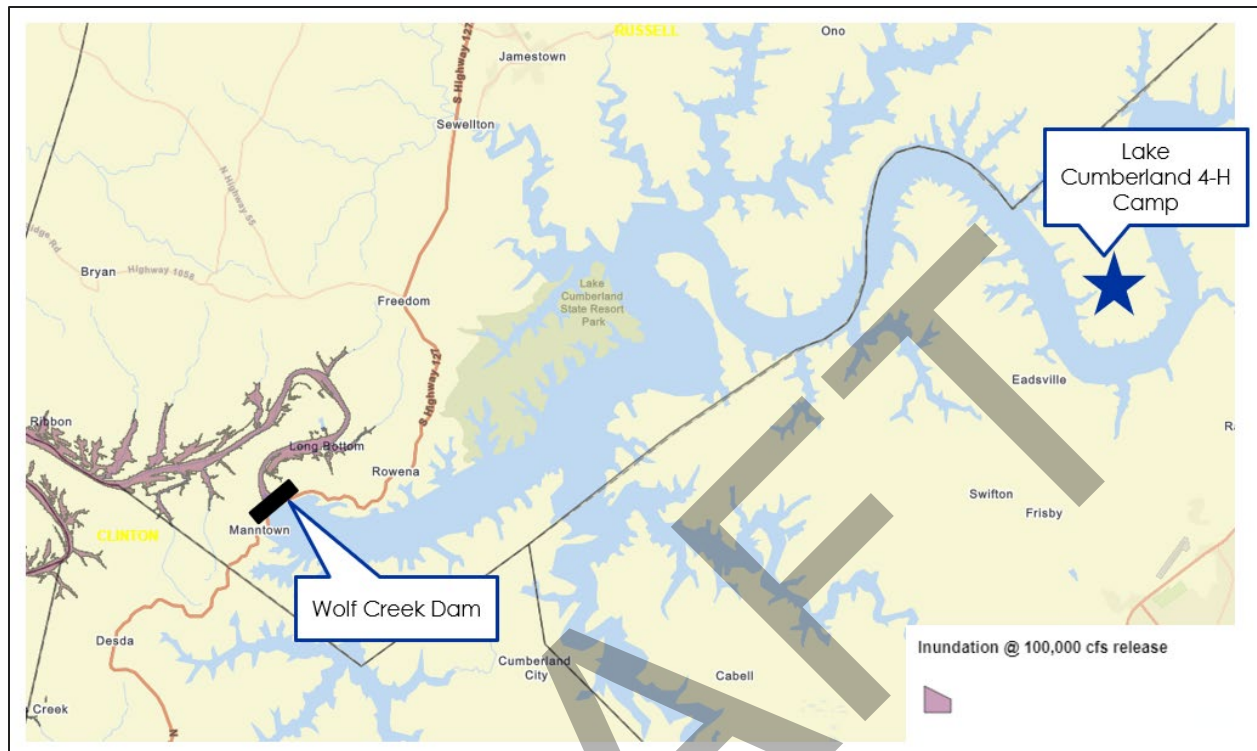 RUSSELL
Ono
Jamestown
S Highway 127
Sewellton
Lake
Cumberland 4-H
Camp
N Highway 55
Bryan
Highway 1058
Freedom
Lake
Cumberland
State Resort
Park
S Highway 127
Eadsville
Ribbon
Long Bottom
Rowena
Swifton
Frisby
CLINTON
Manntown
Wolf Creek Dam
Desda
Cumberland
City
Cabell
Creek
N
Inundation @ 100,000 cfs release